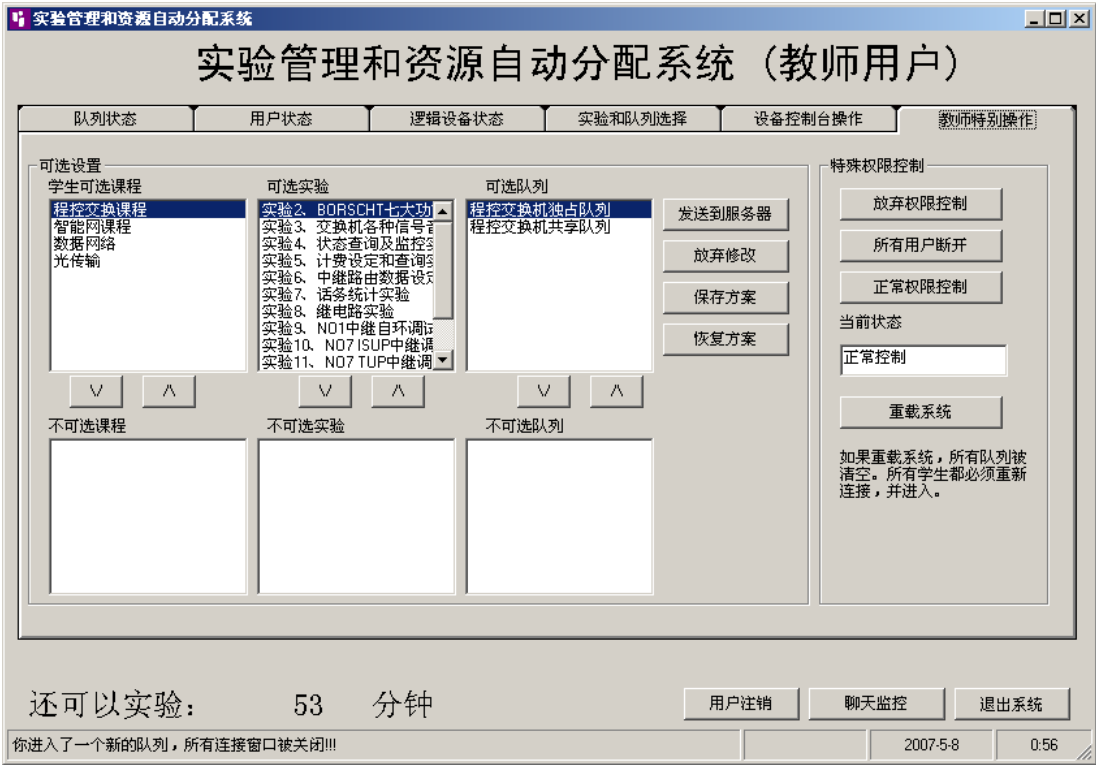 实验管理和资源自动分配系统
实验管理和资源自动分配系统（教师用户）
队列状态
用户状态
逻辑设备状态
实验和队列选择
设备控制台操作
教师特别操作
可选设置
学生可选课程
程控交换课程
智能网课程
数据网络
光传输
可选实验
实验2、BORSCHT七大功
实验3、交换机各种信号音
实验4、状态查询及监控实
实验5、计费设定和查询实
实验6、中继路由数据设定
实验7、话务统计实验
实验8、继电路实验
实验9、NO1中继自环调试
实验10、NO7 ISUP中继调
实验11、NO7 TUP中继调
可选队列
程控交换机独占队列
程控交换机共享队列
发送到服务器
放弃修改
保存方案
恢复方案
\/
/\
\/
/\
\/
/\
不可选课程
不可选实验
不可选队列
特殊权限控制
放弃权限控制
所有用户断开
正常权限控制
当前状态
正常控制
重载系统
如果重载系统，所有队列被
清空。所有学生都必须重新
连接，并进入。
还可以实验： 53 分钟
用户注销
聊天监控
退出系统
你进入了一个新的队列，所有连接窗口被关闭!!!
2007-5-8
0:56